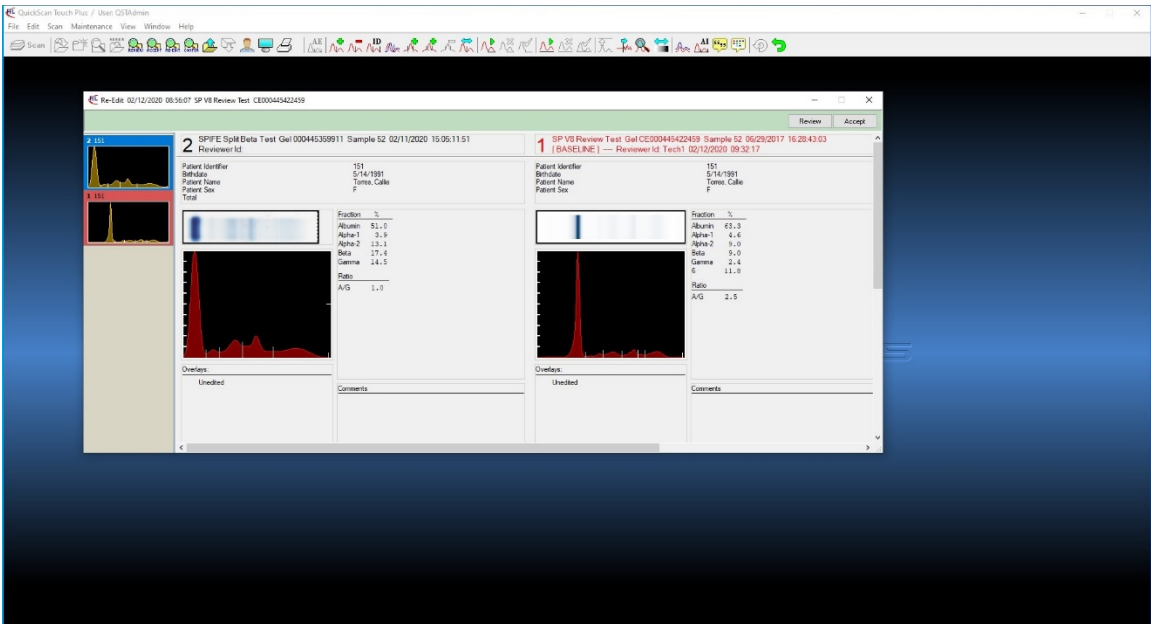 QuickScan Touch Plus / User: QSTAdmin
File Edit Scan Maintenance View Window Help
Scan
ID
AI
Re-Edit 02/12/2020 08:56:07 SP V8 Review Test CE000445422459
Review Accept
2 151
1 151
2 SPIFE Split Beta Test Gel 000445359911 Sample 52 02/11/2020 15:05:11:51
Reviewer Id:
Patient Identifier 151
Birthdate 5/14/1991
Patient Name Torres, Callie
Patient Sex F
Total
Fraction %
Albumin 51.0
Alpha-1 3.9
Alpha-2 13.1
Beta 17.4
Gamma 14.5
Ratio
A/G 1.0
Overlays:
Unedited
Comments
1 SP V8 Review Test Gel CE000445422459 Sample 52 06/29/2017 16:28:43:03
[ BASELINE ] --- Reviewer Id: Tech1 02/12/2020 09:32:17
Patient Identifier 151
Birthdate 5/14/1991
Patient Name Torres, Callie
Patient Sex F
Fraction %
Albumin 63.3
Alpha-1 4.6
Alpha-2 9.0
Beta 9.0
Gamma 2.4
6 11.8
Ratio
A/G 2.5
Overlays:
Unedited
Comments